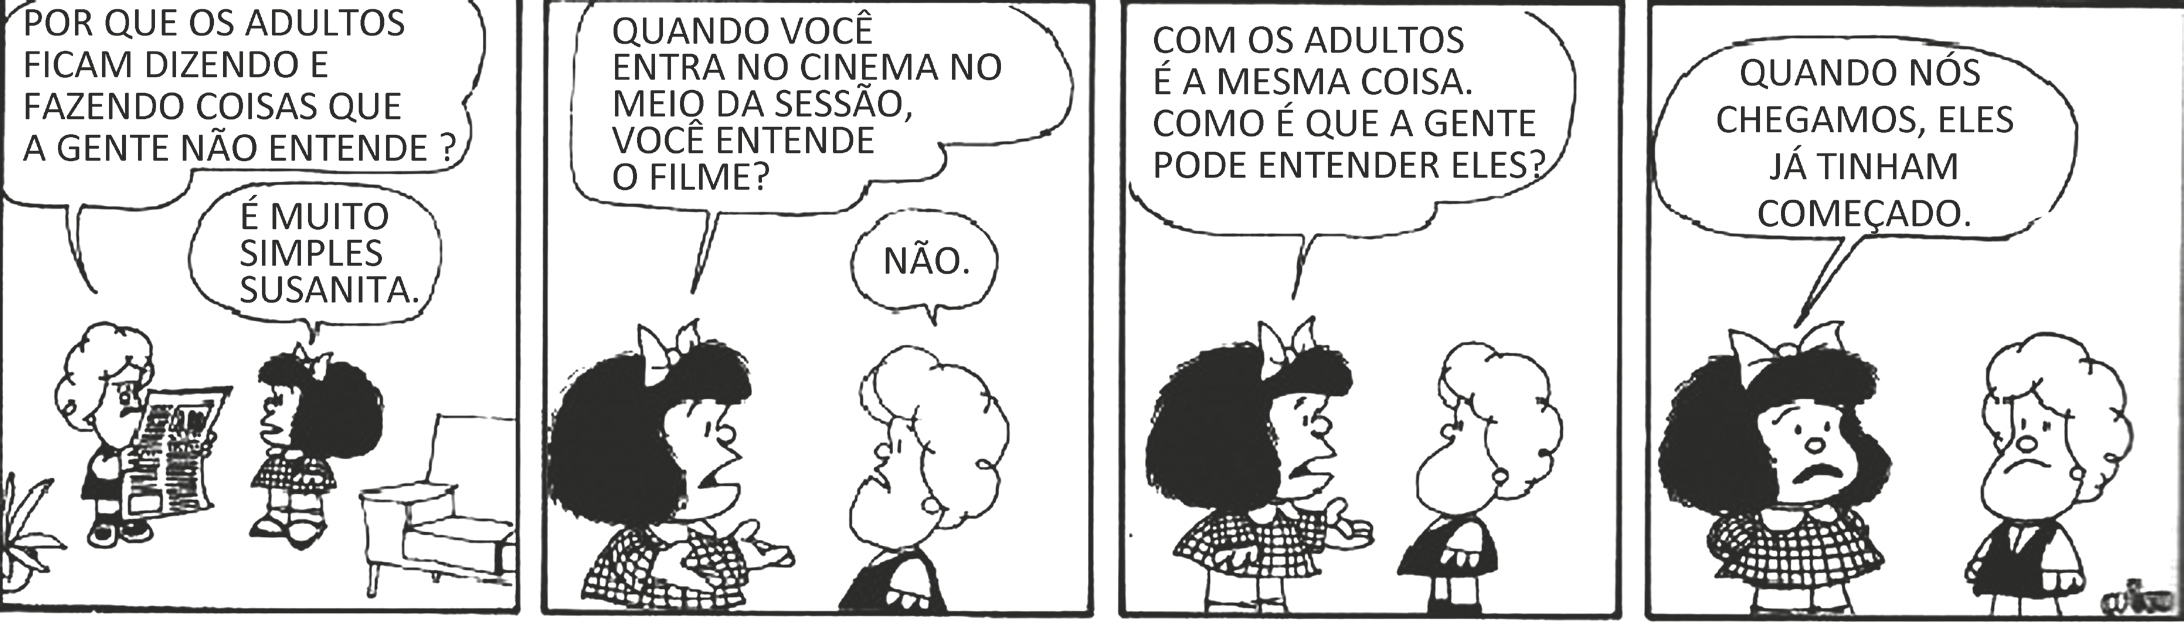 POR QUE OS ADULTOS
FICAM DIZENDO E
FAZENDO COISAS QUE
A GENTE NÃO ENTENDE ?
É MUITO
SIMPLES
SUSANITA.
QUANDO VOCÊ
ENTRA NO CINEMA NO
MEIO DA SESSÃO,
VOCÊ ENTENDE
O FILME?
NÃO.
COM OS ADULTOS
É A MESMA COISA.
COMO É QUE A GENTE
PODE ENTENDER ELES?
QUANDO NÓS
CHEGAMOS, ELES
JÁ TINHAM
COMEÇADO.